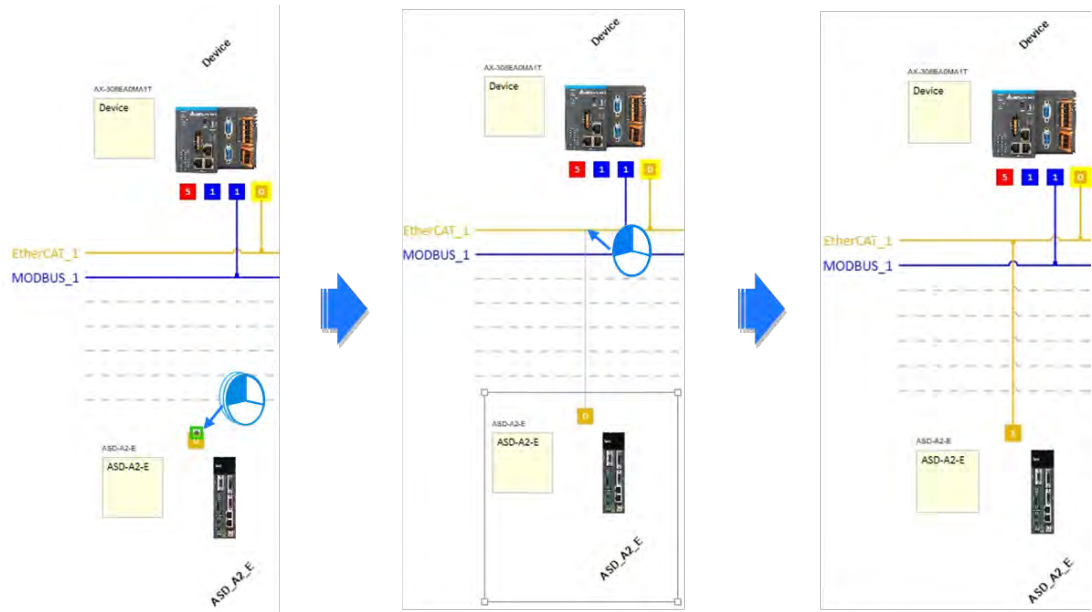 Device
AX-308EA0MA1T
Device
5 1 1 0
EtherCAT_1
MODBUS_1
ASD-A2-E
ASD-A2-E
ASD_A2_E
Device
AX-308EA0MA1T
Device
5 1 1 0
EtherCAT_1
MODBUS_1
0
ASD-A2-E
ASD-A2-E
ASD_A2_E
Device
AX-308EA0MA1T
Device
5 1 1 0
EtherCAT_1
MODBUS_1
1
ASD-A2-E
ASD-A2-E
ASD_A2_E